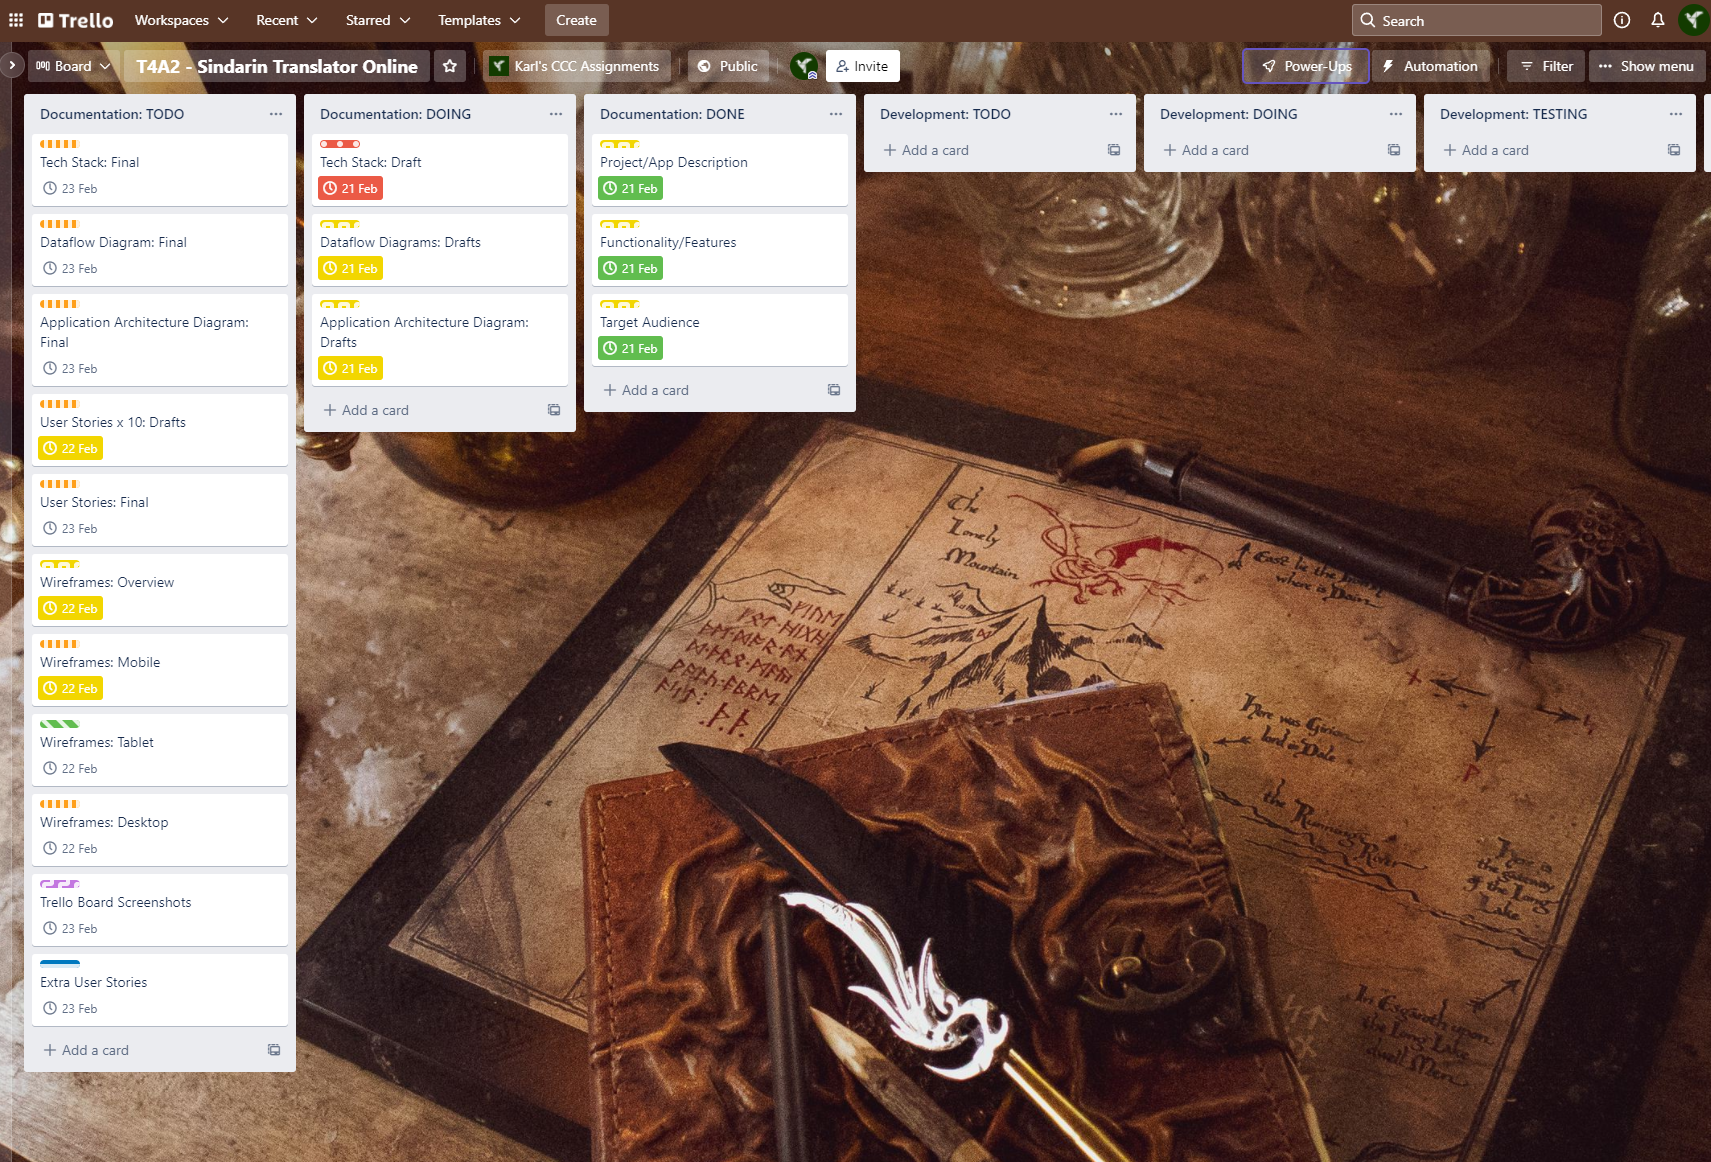 Trello
Workspaces
Recent
Starred
Templates
Create
Search
Board
T4A2 - Sindarin Translator Online
Karl's CCC Assignments
Public
Invite
Power-Ups
Automation
Filter
Show menu
Documentation: TODO
Tech Stack: Final
23 Feb
Dataflow Diagram: Final
23 Feb
Application Architecture Diagram:
Final
23 Feb
User Stories x 10: Drafts
22 Feb
User Stories: Final
23 Feb
Wireframes: Overview
22 Feb
Wireframes: Mobile
22 Feb
Wireframes: Tablet
22 Feb
Wireframes: Desktop
22 Feb
Trello Board Screenshots
23 Feb
Extra User Stories
23 Feb
Add a card
Documentation: DOING
Tech Stack: Draft
21 Feb
Dataflow Diagrams: Drafts
21 Feb
Application Architecture Diagram:
Drafts
21 Feb
Add a card
Documentation: DONE
Project/App Description
21 Feb
Functionality/Features
21 Feb
Target Audience
21 Feb
Add a card
Development: TODO
Add a card
Development: DOING
Add a card
Development: TESTING
Add a card
The
Lonely
Mountain
East lie the
where is Dain
Here was Girion
lord in Dale
the Running River
Here is
the gateway
of the Long
Lake
In Esgaroth upon
the Long Lake
dwell Men